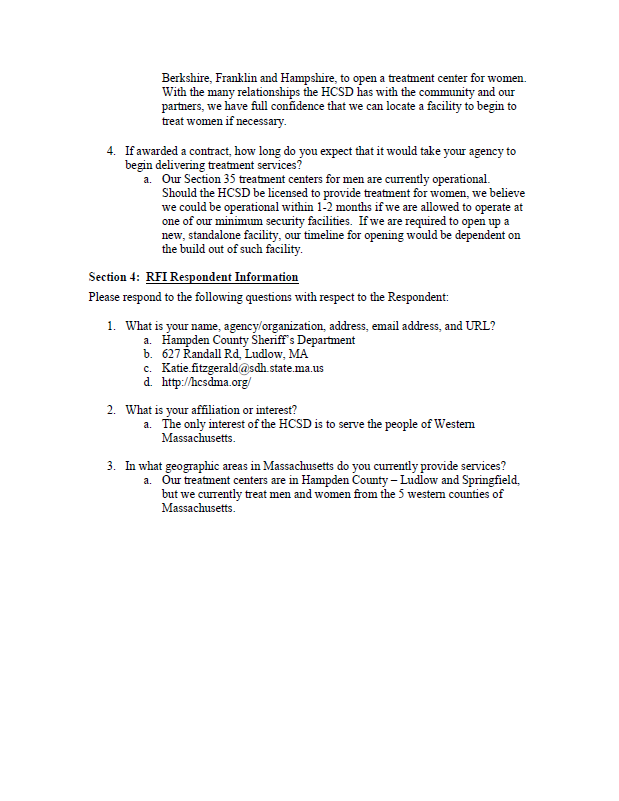 Berkshire, Franklin and Hampshire, to open a treatment center for women.
With the many relationships the HCSD has with the community and our
partners, we have full confidence that we can locate a facility to begin to
treat women if necessary.
4. If awarded a contract, how long do you expect that it would take your agency to
begin delivering treatment services?
a. Our Section 35 treatment centers for men are currently operational.
Should the HCSD be licensed to provide treatment for women, we believe
we could be operational within 1-2 months if we are allowed to operate at
one of our minimum security facilities. If we are required to open up a
new, standalone facility, our timeline for opening would be dependent on
the build out of such facility.
Section 4: RFI Respondent Information
Please respond to the following questions with respect to the Respondent:
1. What is your name, agency/organization, address, email address, and URL?
a. Hampden County Sheriff's Department
b. 627 Randall Rd, Ludlow, MA
c. Katie.fitzgerald@sdh.state.ma.us
d. http://hcsdma.org/
2. What is your affiliation or interest?
a. The only interest of the HCSD is to serve the people of Western
Massachusetts.
3. In what geographic areas in Massachusetts do you currently provide services?
a. Our treatment centers are in Hampden County – Ludlow and Springfield,
but we currently treat men and women from the 5 western counties of
Massachusetts.